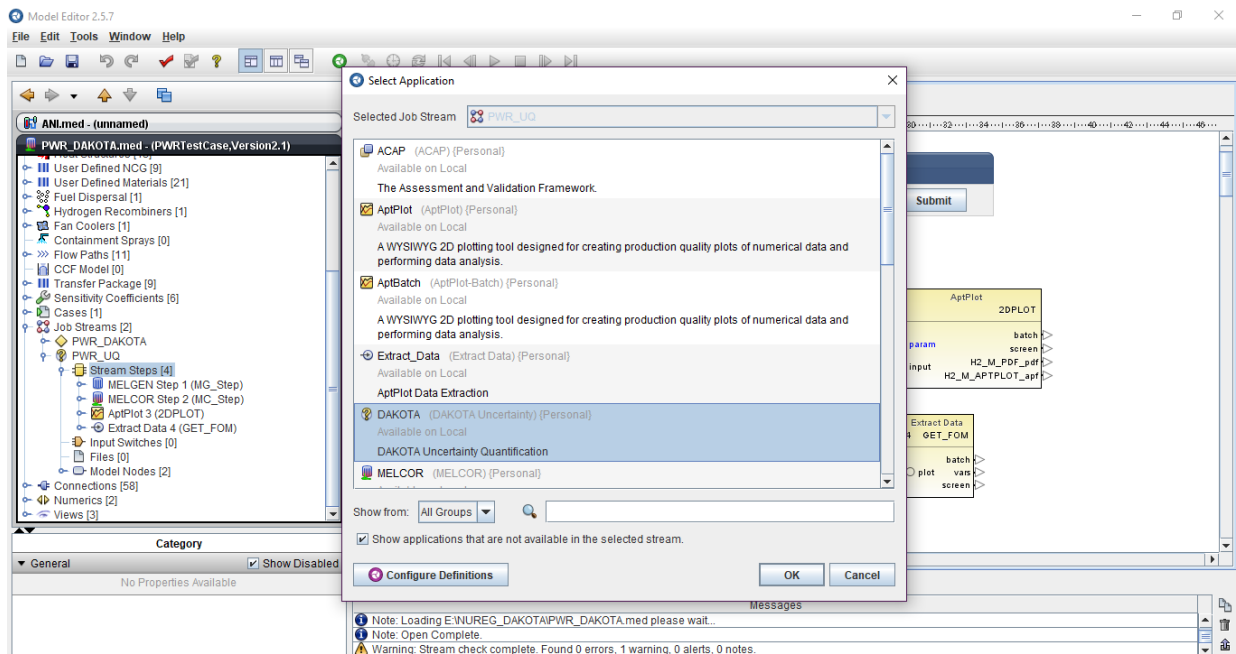 Model Editor 2.5.7
File Edit Tools Window Help
ANI.med - (unnamed)
PWR_DAKOTA.med - (PWRTestCase,Version2.1)
User Defined NCG [9]
User Defined Materials [21]
Fuel Dispersal [1]
Hydrogen Recombiners [1]
Fan Coolers [1]
Containment Sprays [0]
Flow Paths [11]
CCF Model [0]
Transfer Package [9]
Sensitivity Coefficients [6]
Cases [1]
Job Streams [2]
PWR_DAKOTA
PWR_UQ
Stream Steps [4]
MELGEN Step 1 (MG_Step)
MELCOR Step 2 (MC_Step)
AptPlot 3 (2DPLOT)
Extract Data 4 (GET_FOM)
Input Switches [0]
Files [0]
Model Nodes [2]
Connections [58]
Numerics [2]
Views [3]
Category
General
Show Disabled
No Properties Available
Select Application
Selected Job Stream PWR_UQ
ACAP (ACAP) {Personal}
Available on Local
The Assessment and Validation Framework.
AptPlot (AptPlot) {Personal}
Available on Local
A WYSIWYG 2D plotting tool designed for creating production quality plots of numerical data and
performing data analysis.
AptBatch (AptPlot-Batch) {Personal}
Available on Local
A WYSIWYG 2D plotting tool designed for creating production quality plots of numerical data and
performing data analysis.
Extract_Data (Extract Data) {Personal}
Available on Local
AptPlot Data Extraction
DAKOTA (DAKOTA Uncertainty) {Personal}
Available on Local
DAKOTA Uncertainty Quantification
MELCOR (MELCOR) {Personal}
Show from: All Groups
Show applications that are not available in the selected stream.
Configure Definitions
OK
Cancel
32 34 36 38 40 42 44 46
Submit
AptPlot
2DPLOT
batch
param
screen
H2_M_PDF_pdf
input
H2_M_APTPLOT_apf
Extract Data
4 GET_FOM
batch
plot vars
screen
Messages
Note: Loading E:\NUREG_DAKOTA\PWR_DAKOTA.med please wait...
Note: Open Complete.
Warning: Stream check complete. Found 0 errors, 1 warning, 0 alerts, 0 notes.